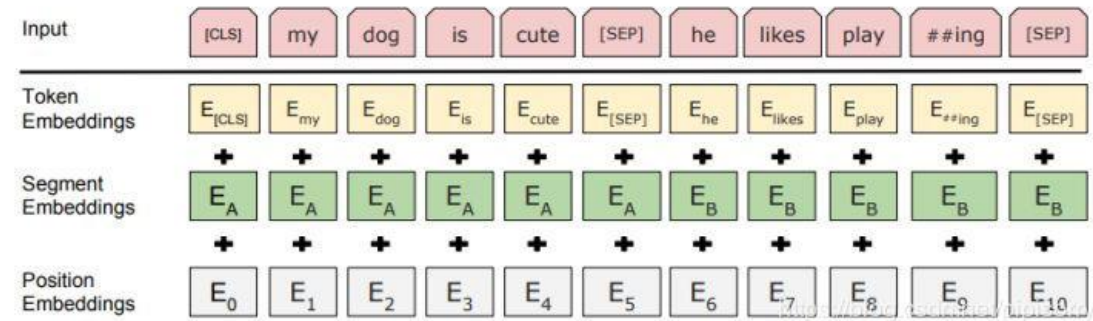 Input [CLS] my dog is cute [SEP] he likes play ##ing [SEP]
Token
Embeddings
E[CLS] Emy Edog Eis Ecute E[SEP] Ehe Elikes Eplay E##ing E[SEP]
+ + + + + + + + + + +
Segment
Embeddings
EA EA EA EA EA EA EB EB EB EB EB
+ + + + + + + + + + +
Position
Embeddings
E0 E1 E2 E3 E4 E5 E6 E7 E8 E9 E10